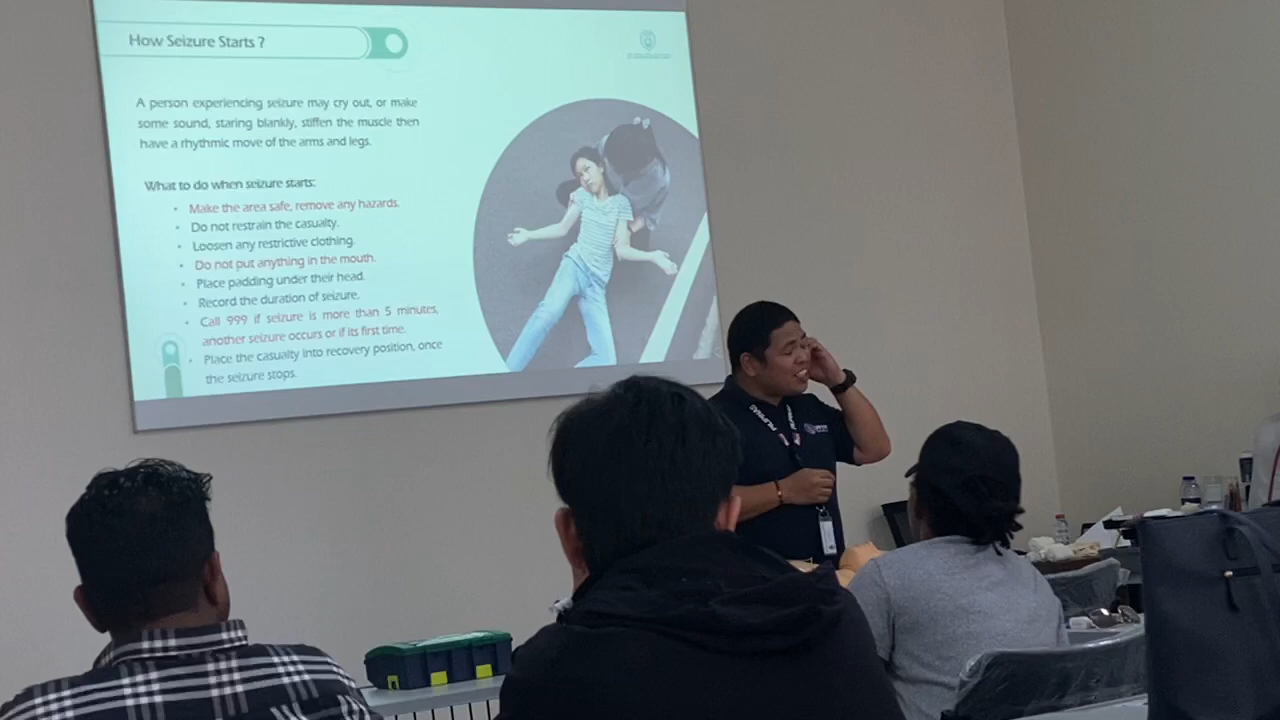 How Seizure Starts ?
A person experiencing seizure may cry out, or make
some sound, staring blankly, stiffen the muscle then
have a rhythmic move of the arms and legs.
What to do when seizure starts:
• Make the area safe, remove any hazards.
• Do not restrain the casualty.
• Loosen any restrictive clothing.
• Do not put anything in the mouth.
• Place padding under their head.
• Record the duration of seizure.
• Call 999 if seizure is more than 5 minutes,
another seizure occurs or if its first time.
• Place the casualty into recovery position, once
the seizure stops.
PILIPINAS